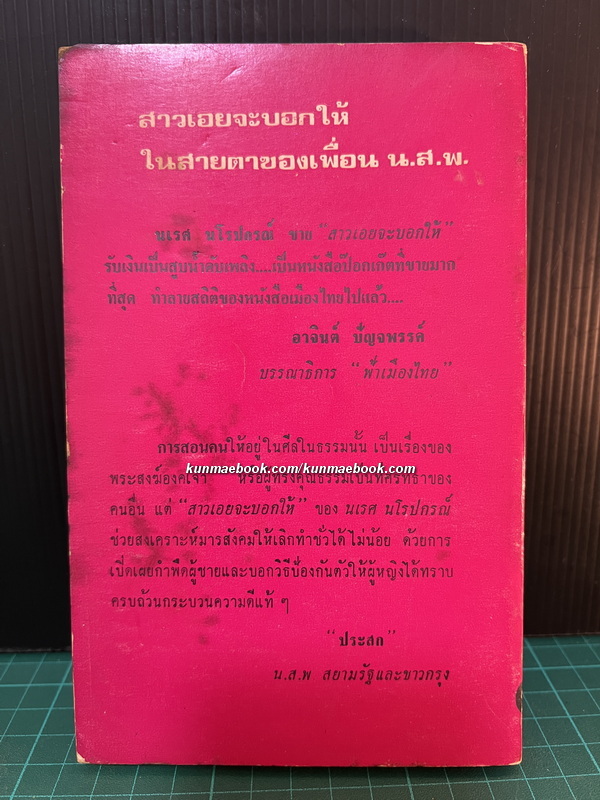 สาวเอยจะบอกให้
ในสายตาของเพื่อน น.ส.พ.
นเรศ นโรปกรณ์ ขาย "สาวเอยจะบอกให้"
รับเงินเป็นสูบน้ำดับเพลิง....เป็นหนังสือป๊อกเก็ตที่ขายมาก
ที่สุด ทำลายสถิติของหนังสือเมืองไทยไปแล้ว....
อาจินต์ ปัญจพรรค์
บรรณาธิการ "ฟ้าเมืองไทย"
การสอนคนให้อยู่ในศีลในธรรมนั้น เป็นเรื่องของ
kunmaebook.com/kunmaebook.com
พระสงฆ์องค์เจ้า หรือผู้ทรงคุณธรรมเป็นที่ศรัทธาของ
คนอื่น แต่ "สาวเอยจะบอกให้" ของ นเรศ นโรปกรณ์
ช่วยสงเคราะห์มารสังคมให้เลิกทำชั่วได้ไม่น้อย ด้วยการ
เปิดเผยกำพืดผู้ชายและบอกวิธีป้องกันตัวให้ผู้หญิงได้ทราบ
ครบถ้วนกระบวนความดีแท้ ๆ
"ประสก"
น.ส.พ สยามรัฐและชาวกรุง